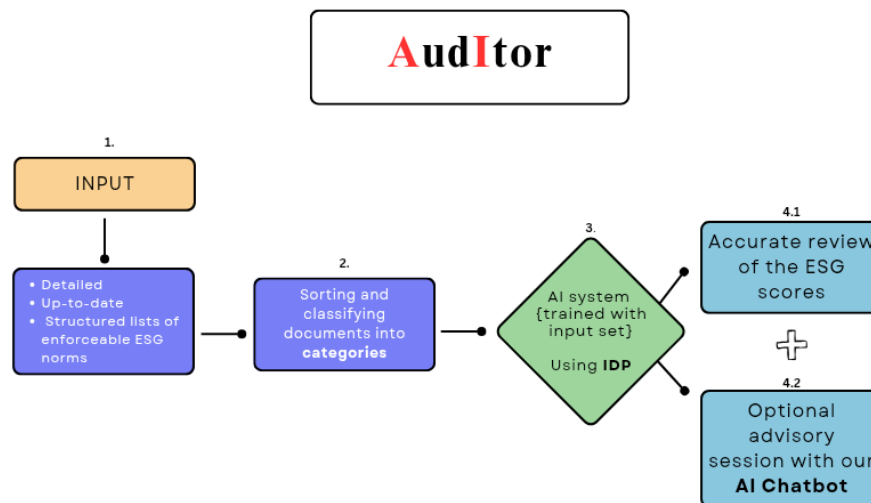 AudItor
1.
INPUT
• Detailed
• Up-to-date
• Structured lists of
enforceable ESG
norms
2.
Sorting and
classifying
documents into
categories
3.
AI system
{trained with
input set}
Using IDP
4.1
Accurate review
of the ESG
scores
4.2
Optional
advisory
session with our
AI Chatbot